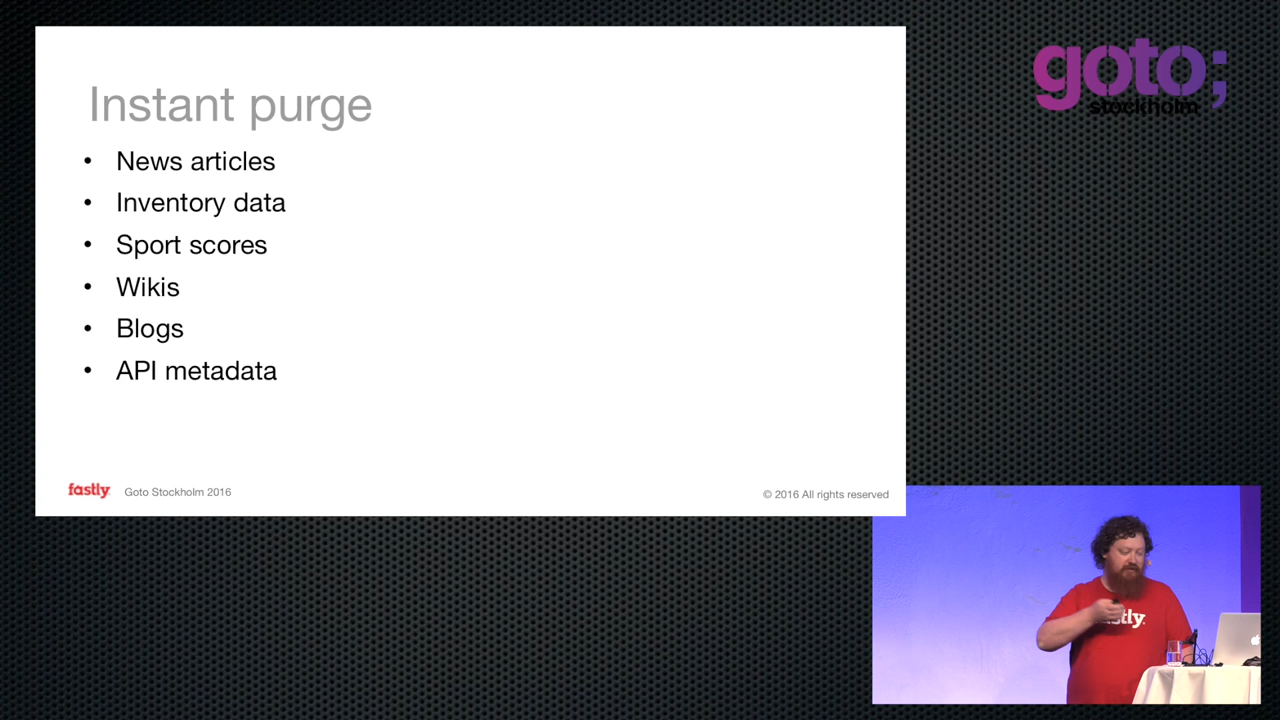 Instant purge
• News articles
• Inventory data
• Sport scores
• Wikis
• Blogs
• API metadata
fastly
Goto Stockholm 2016
© 2016 All rights reserved
goto;
stockholm
stly.